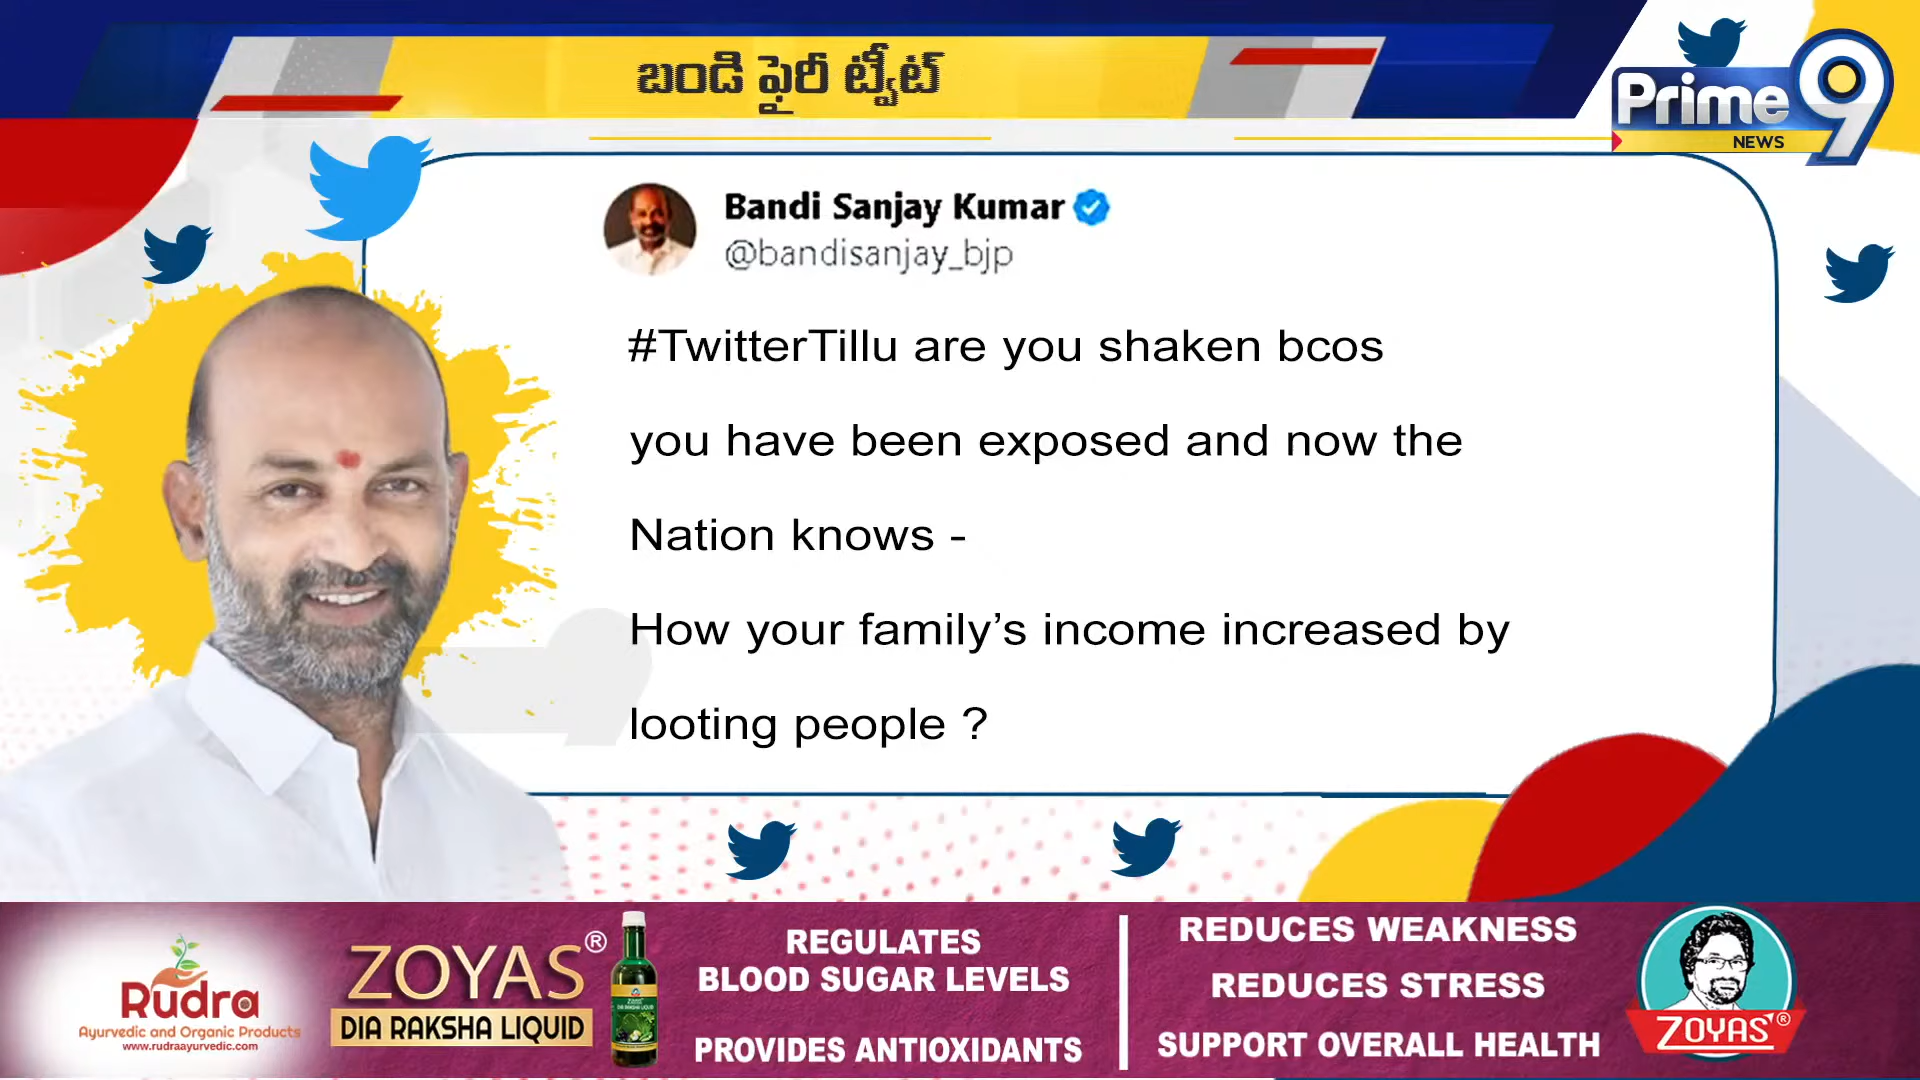 బండి ఫైరీ ట్వీట్
Prime9
NEWS
Bandi Sanjay Kumar
@bandisanjay_bjp
#TwitterTillu are you shaken bcos
you have been exposed and now the
Nation knows -
How your family’s income increased by
looting people ?
Rudra
Ayurvedic and Organic Products
www.rudraayurvedic.com
ZOYAS®
DIA RAKSHA LIQUID
REGULATES
BLOOD SUGAR LEVELS
PROVIDES ANTIOXIDANTS
REDUCES WEAKNESS
REDUCES STRESS
SUPPORT OVERALL HEALTH
ZOYAS®